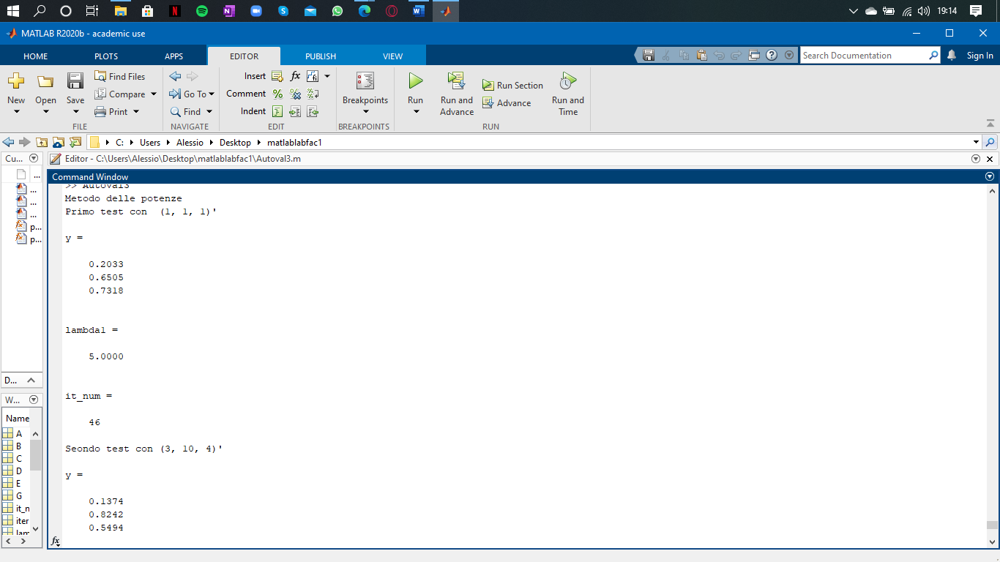 19:14
MATLAB R2020b - academic use
HOME PLOTS APPS EDITOR PUBLISH VIEW
Search Documentation
Sign In
New
Open
Save
Find Files
Compare
Print
FILE
Go To
Find
NAVIGATE
Insert
Comment
Indent
EDIT
Breakpoints
BREAKPOINTS
Run
Run and
Advance
Run Section
Advance
Run and
Time
RUN
C: Users Alessio Desktop matlablabfac1
Cu...
...
...
...
...
p...
p...
D...
W...
Name
A
B
C
D
E
G
it_n
iter
lam
Editor - C:\Users\Alessio\Desktop\matlablabfac1\Autoval3.m
Command Window
>> Autoval3
Metodo delle potenze
Primo test con  (1, 1, 1)'
y =
0.2033
0.6505
0.7318
lambda1 =
5.0000
it_num =
46
Seondo test con (3, 10, 4)'
y =
0.1374
0.8242
0.5494
fx